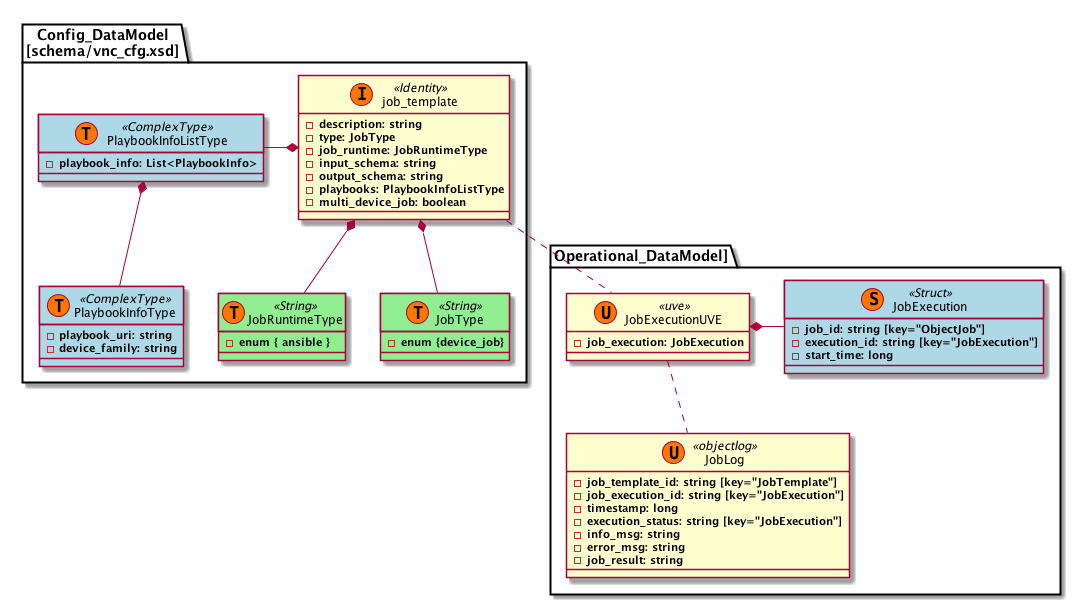 Config_DataModel
[schema/vnc_cfg.xsd]
I
«Identity»
job_template
description: string
type: JobType
job_runtime: JobRuntimeType
input_schema: string
output_schema: string
playbooks: PlaybookInfoListType
multi_device_job: boolean
T
«ComplexType»
PlaybookInfoListType
playbook_info: List<PlaybookInfo>
T
«ComplexType»
PlaybookInfoType
playbook_uri: string
device_family: string
T
«String»
JobRuntimeType
enum { ansible }
T
«String»
JobType
enum {device_job}
Operational_DataModel]
U
«uve»
JobExecutionUVE
job_execution: JobExecution
S
«Struct»
JobExecution
job_id: string [key="ObjectJob"]
execution_id: string [key="JobExecution"]
start_time: long
U
«objectlog»
JobLog
job_template_id: string [key="JobTemplate"]
job_execution_id: string [key="JobExecution"]
timestamp: long
execution_status: string [key="JobExecution"]
info_msg: string
error_msg: string
job_result: string